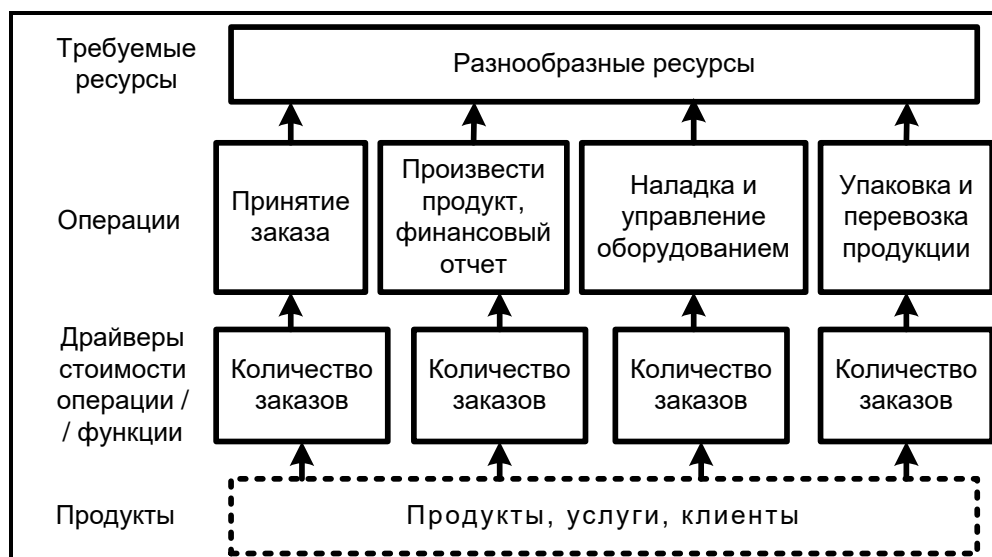 Требуемые
ресурсы
Разнообразные ресурсы
Операции
Принятие
заказа
Произвести
продукт,
финансовый
отчет
Наладка и
управление
оборудованием
Упаковка и
перевозка
продукции
Драйверы
стоимости
операции /
/ функции
Количество
заказов
Количество
заказов
Количество
заказов
Количество
заказов
Продукты
Продукты, услуги, клиенты